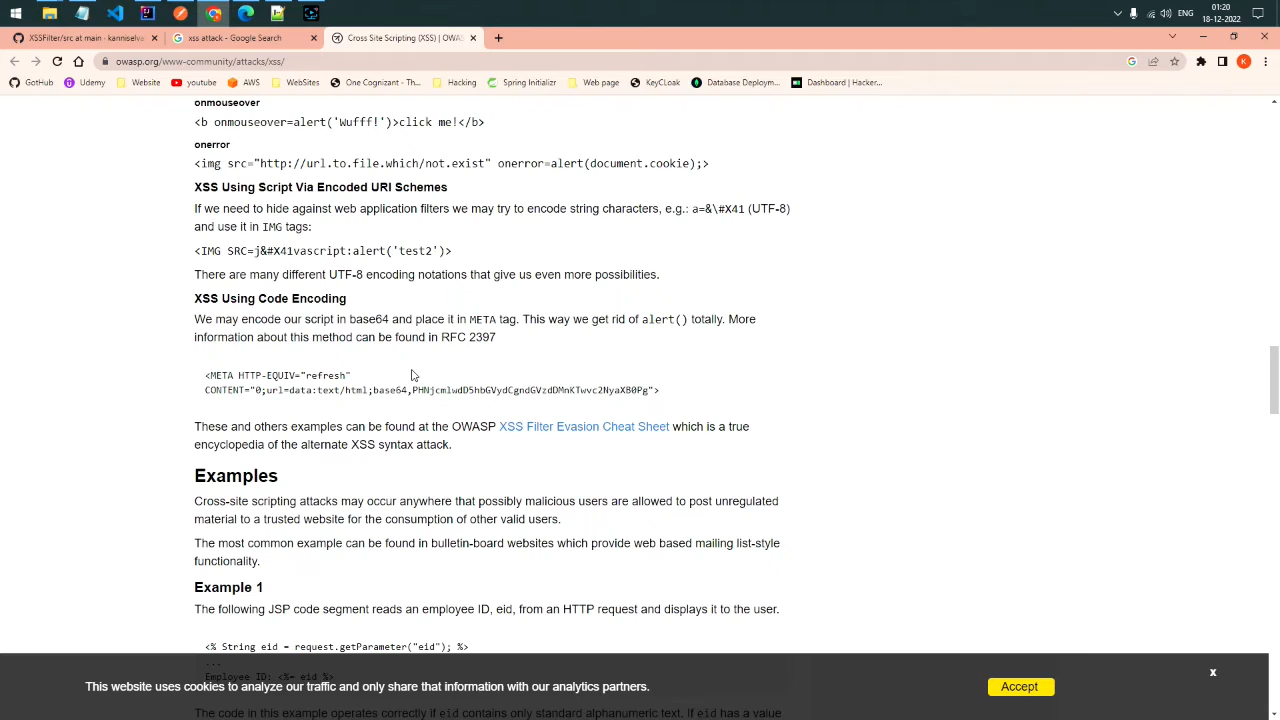 01:20
ENG
18-12-2022
XSSFilter/src at main · kanniselva
xss attack - Google Search
Cross Site Scripting (XSS) | OWAS
owasp.org/www-community/attacks/xss/
GotHub
Udemy
Website
youtube
AWS
WebSites
One Cognizant - Th...
Hacking
Spring Initializr
Web page
KeyCLoak
Database Deploym...
Dashboard | Hacker...
onmouseover
<b onmouseover=alert('Wufff!')>click me!</b>
onerror
<img src="http://url.to.file.which/not.exist" onerror=alert(document.cookie);>
XSS Using Script Via Encoded URI Schemes
If we need to hide against web application filters we may try to encode string characters, e.g.: a=&\#X41 (UTF-8)
and use it in IMG tags:
<IMG SRC=j&#X41vascript:alert('test2')>
There are many different UTF-8 encoding notations that give us even more possibilities.
XSS Using Code Encoding
We may encode our script in base64 and place it in META tag. This way we get rid of alert() totally. More
information about this method can be found in RFC 2397
<META HTTP-EQUIV="refresh"
CONTENT="0;url=data:text/html;base64,PHNjcmlwdD5hbGVydCgndGVzdDMnKTwvc2NyaXB0Pg">
These and others examples can be found at the OWASP XSS Filter Evasion Cheat Sheet which is a true
encyclopedia of the alternate XSS syntax attack.
Examples
Cross-site scripting attacks may occur anywhere that possibly malicious users are allowed to post unregulated
material to a trusted website for the consumption of other valid users.
The most common example can be found in bulletin-board websites which provide web based mailing list-style
functionality.
Example 1
The following JSP code segment reads an employee ID, eid, from an HTTP request and displays it to the user.
<% String eid = request.getParameter("eid"); %>
...
Employee ID: <%= eid %>
This website uses cookies to analyze our traffic and only share that information with our analytics partners.
Accept
x
The code in this example operates correctly if eid contains only standard alphanumeric text. If eid has a value